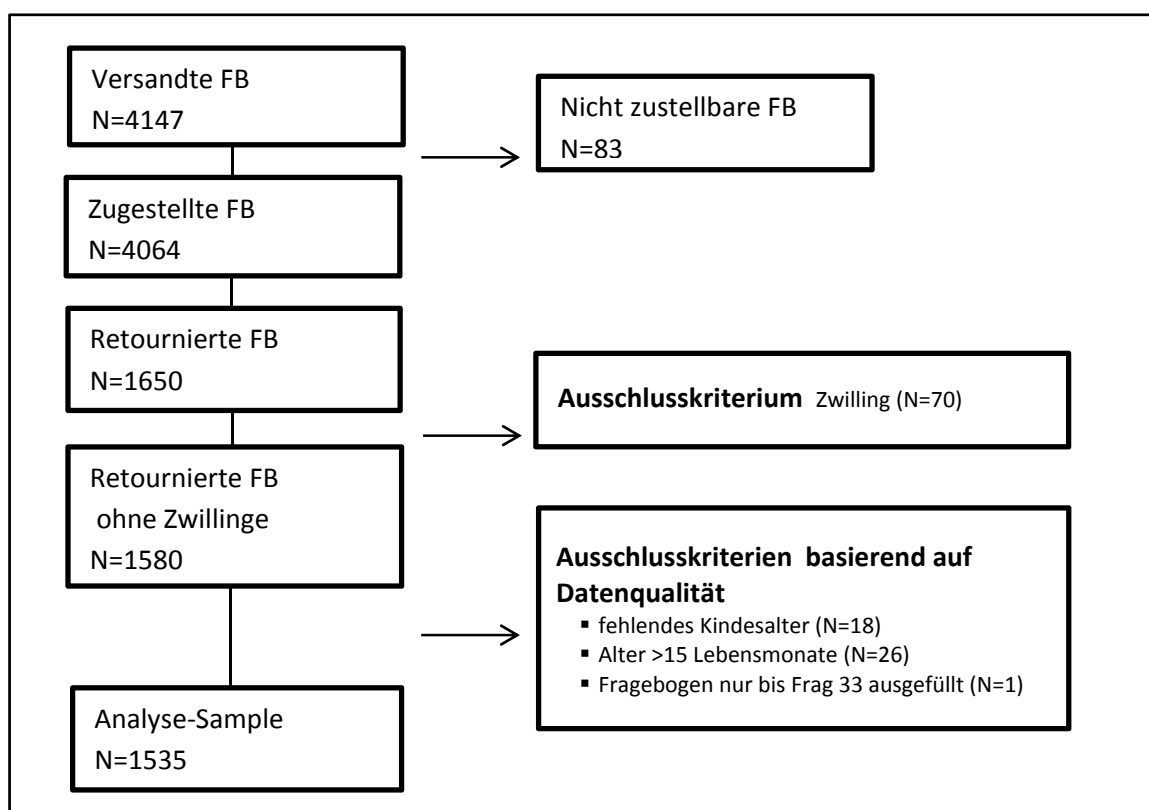 Versandte FB
N=4147
Nicht zustellbare FB
N=83
Zugestellte FB
N=4064
Retournierte FB
N=1650
Ausschlusskriterium Zwilling (N=70)
Retournierte FB
ohne Zwillinge
N=1580
Ausschlusskriterien basierend auf
Datenqualität
▪ fehlendes Kindesalter (N=18)
▪ Alter >15 Lebensmonate (N=26)
▪ Fragebogen nur bis Frag 33 ausgefüllt (N=1)
Analyse-Sample
N=1535